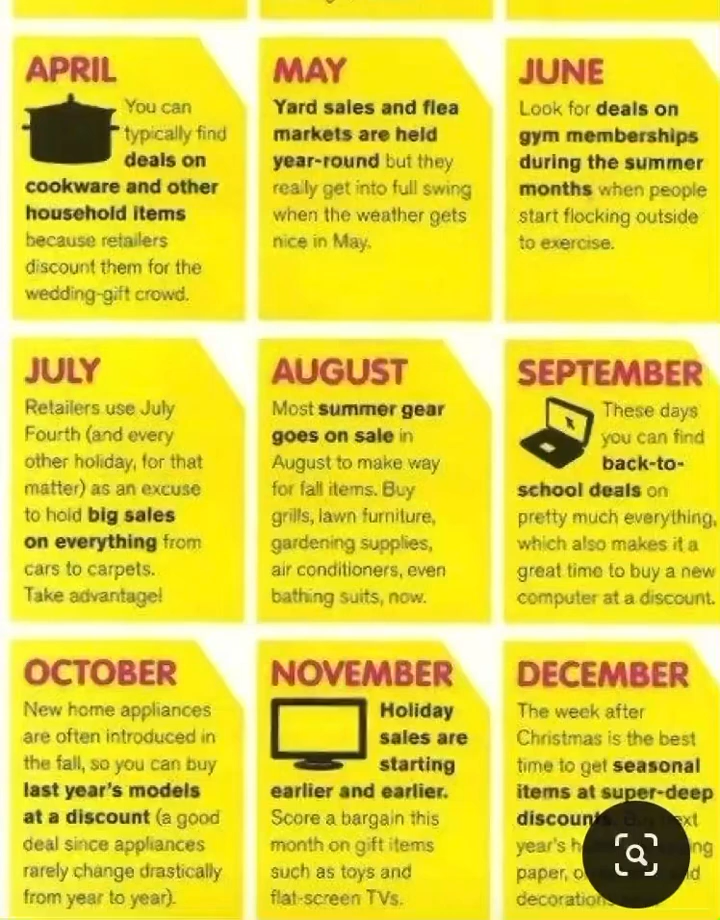 APRIL
You can
typically find
deals on
cookware and other
household items
because retailers
discount them for the
wedding-gift crowd.
MAY
Yard sales and flea
markets are held
year-round but they
really get into full swing
when the weather gets
nice in May.
JUNE
Look for deals on
gym memberships
during the summer
months when people
start flocking outside
to exercise.
JULY
Retailers use July
Fourth (and every
other holiday, for that
matter) as an excuse
to hold big sales
on everything from
cars to carpets.
Take advantage!
AUGUST
Most summer gear
goes on sale in
August to make way
for fall items. Buy
grills, lawn furniture,
gardening supplies,
air conditioners, even
bathing suits, now.
SEPTEMBER
These days
you can find
back-to-
school deals on
pretty much everything,
which also makes it a
great time to buy a new
computer at a discount.
OCTOBER
New home appliances
are often introduced in
the fall, so you can buy
last year's models
at a discount (a good
deal since appliances
rarely change drastically
from year to year).
NOVEMBER
Holiday
sales are
starting
earlier and earlier.
Score a bargain this
month on gift items
such as toys and
flat-screen TVs.
DECEMBER
The week after
Christmas is the best
time to get seasonal
items at super-deep
discounts.
year's
paper,